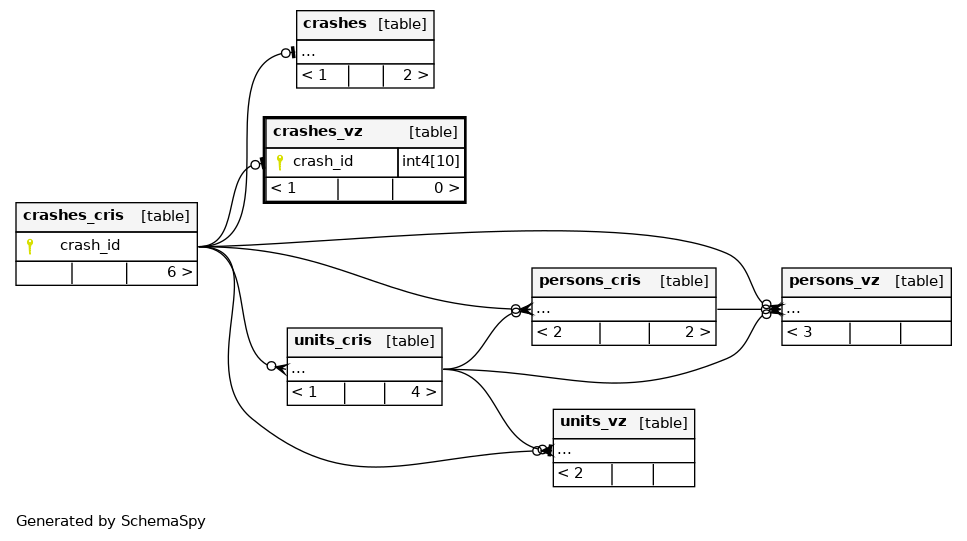 crashes [table]
...
< 1 2 >
crashes_vz [table]
crash_id int4[10]
< 1 0 >
crashes_cris [table]
crash_id
6 >
persons_cris [table]
...
< 2 2 >
persons_vz [table]
...
< 3
units_cris [table]
...
< 1 4 >
units_vz [table]
...
< 2
Generated by SchemaSpy